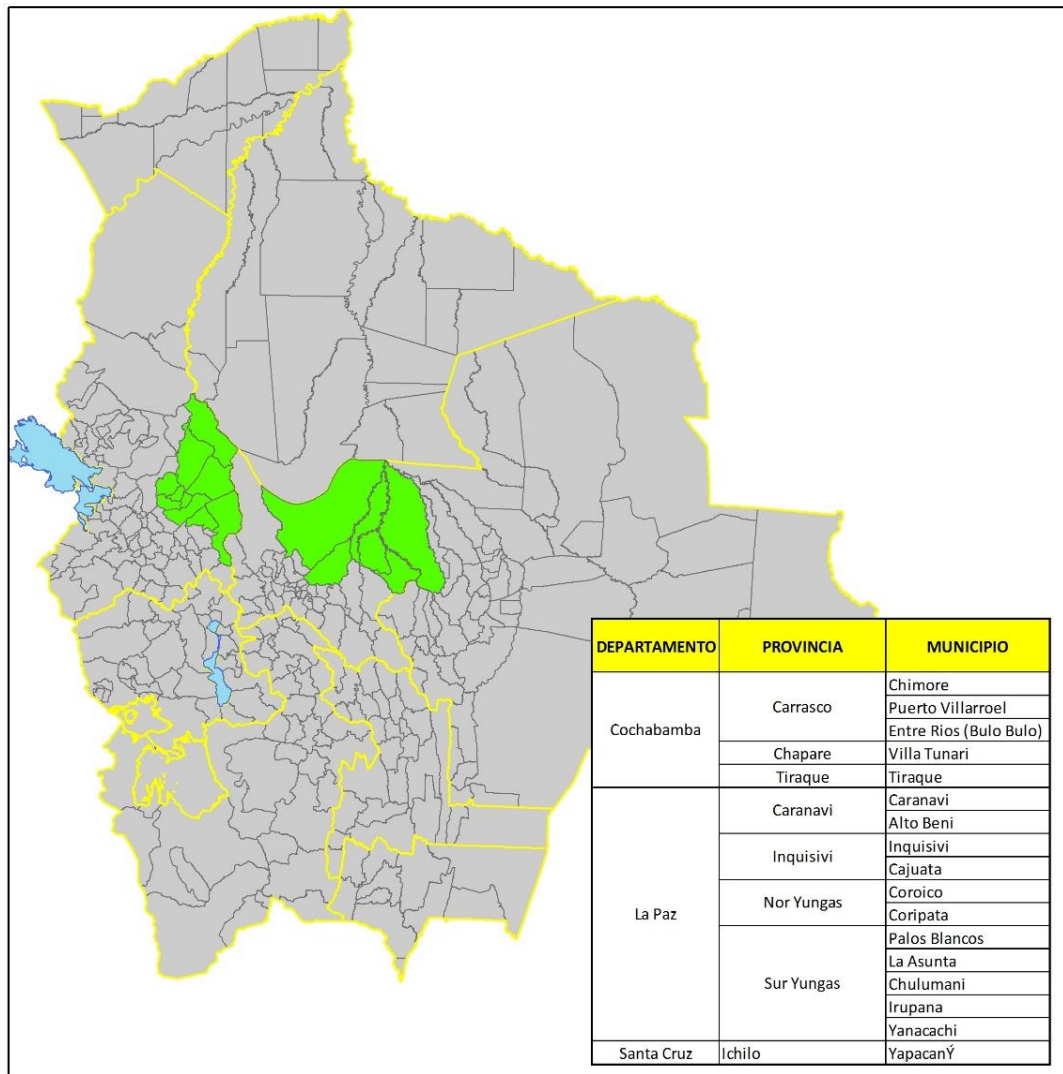 DEPARTAMENTO PROVINCIA MUNICIPIO
Cochabamba Carrasco Chimore
Puerto Villarroel
Entre Rios (Bulo Bulo)
Chapare Villa Tunari
Tiraque Tiraque
La Paz Caranavi Caranavi
Alto Beni
Inquisivi Inquisivi
Cajuata
Nor Yungas Coroico
Coripata
Sur Yungas Palos Blancos
La Asunta
Chulumani
Irupana
Yanacachi
Santa Cruz Ichilo YapacanÝ